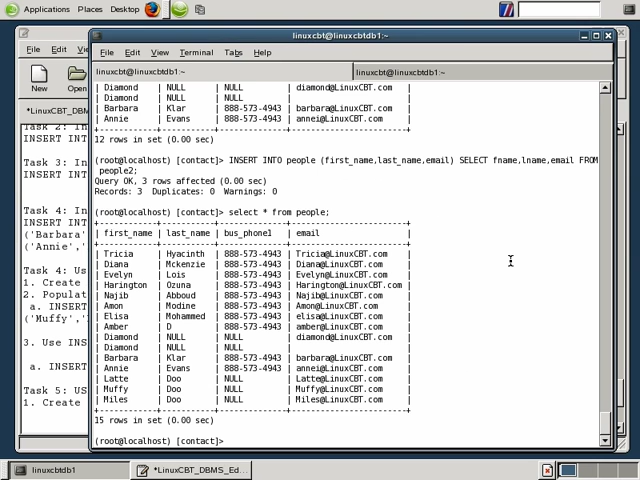 Applications Places Desktop
linuxcbt@linuxcbtdb1:~
File Edit Vi
File Edit View Terminal Tabs Help
New Open
linuxcbt@linuxcbtdb1:~ linuxcbt@linuxcbtdb1:~
*LinuxCBT_DBM
Task 2: In
INSERT INT
Task 3: In
INSERT INT
Task 4: In
INSERT INT
('Barbara'
('Annie','
Task 4: Us
1. Create
2. Populat
a. INSERT
('Muffy','
3. Use INS
a. INSERT
Task 5: US
1. Create
| Diamond | NULL | NULL | diamond@LinuxCBT.com |
| Diamond | NULL | NULL | |
| Barbara | Klar | 888-573-4943 | barbara@LinuxCBT.com |
| Annie | Evans | 888-573-4943 | annei@LinuxCBT.com |
+-----------+-----------+--------------+----------------------+
12 rows in set (0.00 sec)
(root@localhost) [contact]> INSERT INTO people (first_name,last_name,email) SELECT fname,lname,email FROM
people2;
Query OK, 3 rows affected (0.00 sec)
Records: 3 Duplicates: 0 Warnings: 0
(root@localhost) [contact]> select * from people;
+-----------+-----------+--------------+----------------------+
| first_name | last_name | bus_phone1 | email |
+-----------+-----------+--------------+----------------------+
| Tricia | Hyacinth | 888-573-4943 | Tricia@LinuxCBT.com |
| Diana | Mckenzie | 888-573-4943 | Diana@LinuxCBT.com |
| Evelyn | Lois | 888-573-4943 | Evelyn@LinuxCBT.com |
| Harington | Ozuna | 888-573-4943 | Harington@LinuxCBT.com |
| Najib | Abboud | 888-573-4943 | Najib@LinuxCBT.com |
| Amon | Modine | 888-573-4943 | Amon@LinuxCBT.com |
| Elisa | Mohammed | 888-573-4943 | elisa@LinuxCBT.com |
| Amber | D | 888-573-4943 | amber@LinuxCBT.com |
| Diamond | NULL | NULL | diamond@LinuxCBT.com |
| Diamond | NULL | NULL | |
| Barbara | Klar | 888-573-4943 | barbara@LinuxCBT.com |
| Annie | Evans | 888-573-4943 | annei@LinuxCBT.com |
| Latte | Doo | NULL | Latte@LinuxCBT.com |
| Muffy | Doo | NULL | Muffy@LinuxCBT.com |
| Miles | Doo | NULL | Miles@LinuxCBT.com |
+-----------+-----------+--------------+----------------------+
15 rows in set (0.00 sec)
(root@localhost) [contact]>
linuxcbtdb1 *LinuxCBT_DBMS_Ed...